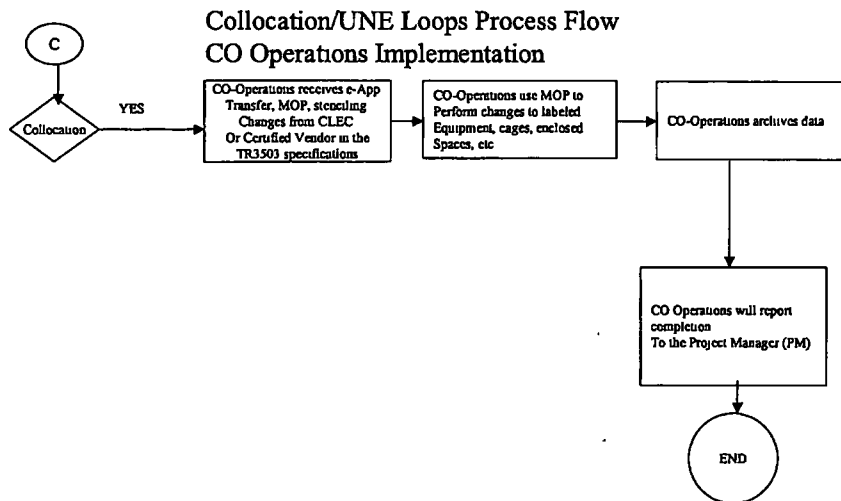 Collocation/UNE Loops Process Flow
CO Operations Implementation
C
Collocation
YES
CO-Operations receives e-App
Transfer, MOP, stenciling
Changes from CLEC
Or Certified Vendor in the
TR3503 specifications
CO-Operations use MOP to
Perform changes to labeled
Equipment, cages, enclosed
Spaces, etc
CO-Operations archives data
CO Operations will report
completion
To the Project Manager (PM)
END